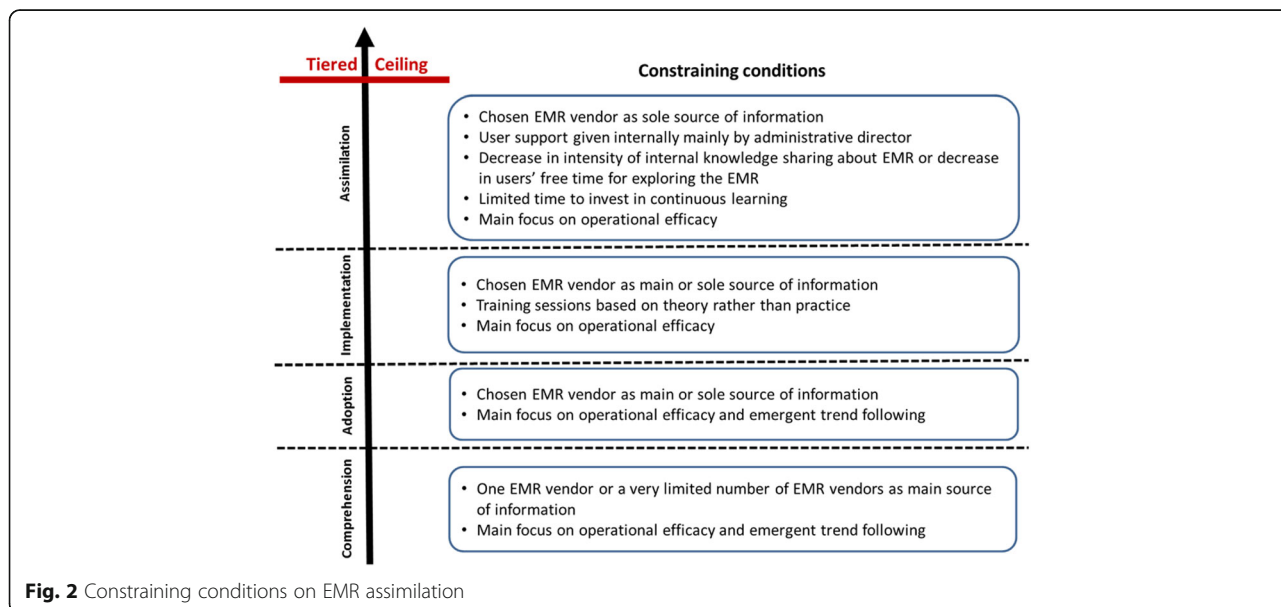 Tiered Ceiling
Constraining conditions
Assimilation
• Chosen EMR vendor as sole source of information
• User support given internally mainly by administrative director
• Decrease in intensity of internal knowledge sharing about EMR or decrease
in users’ free time for exploring the EMR
• Limited time to invest in continuous learning
• Main focus on operational efficacy
Implementation
• Chosen EMR vendor as main or sole source of information
• Training sessions based on theory rather than practice
• Main focus on operational efficacy
Adoption
• Chosen EMR vendor as main or sole source of information
• Main focus on operational efficacy and emergent trend following
Comprehension
• One EMR vendor or a very limited number of EMR vendors as main source
of information
• Main focus on operational efficacy and emergent trend following
Fig. 2 Constraining conditions on EMR assimilation